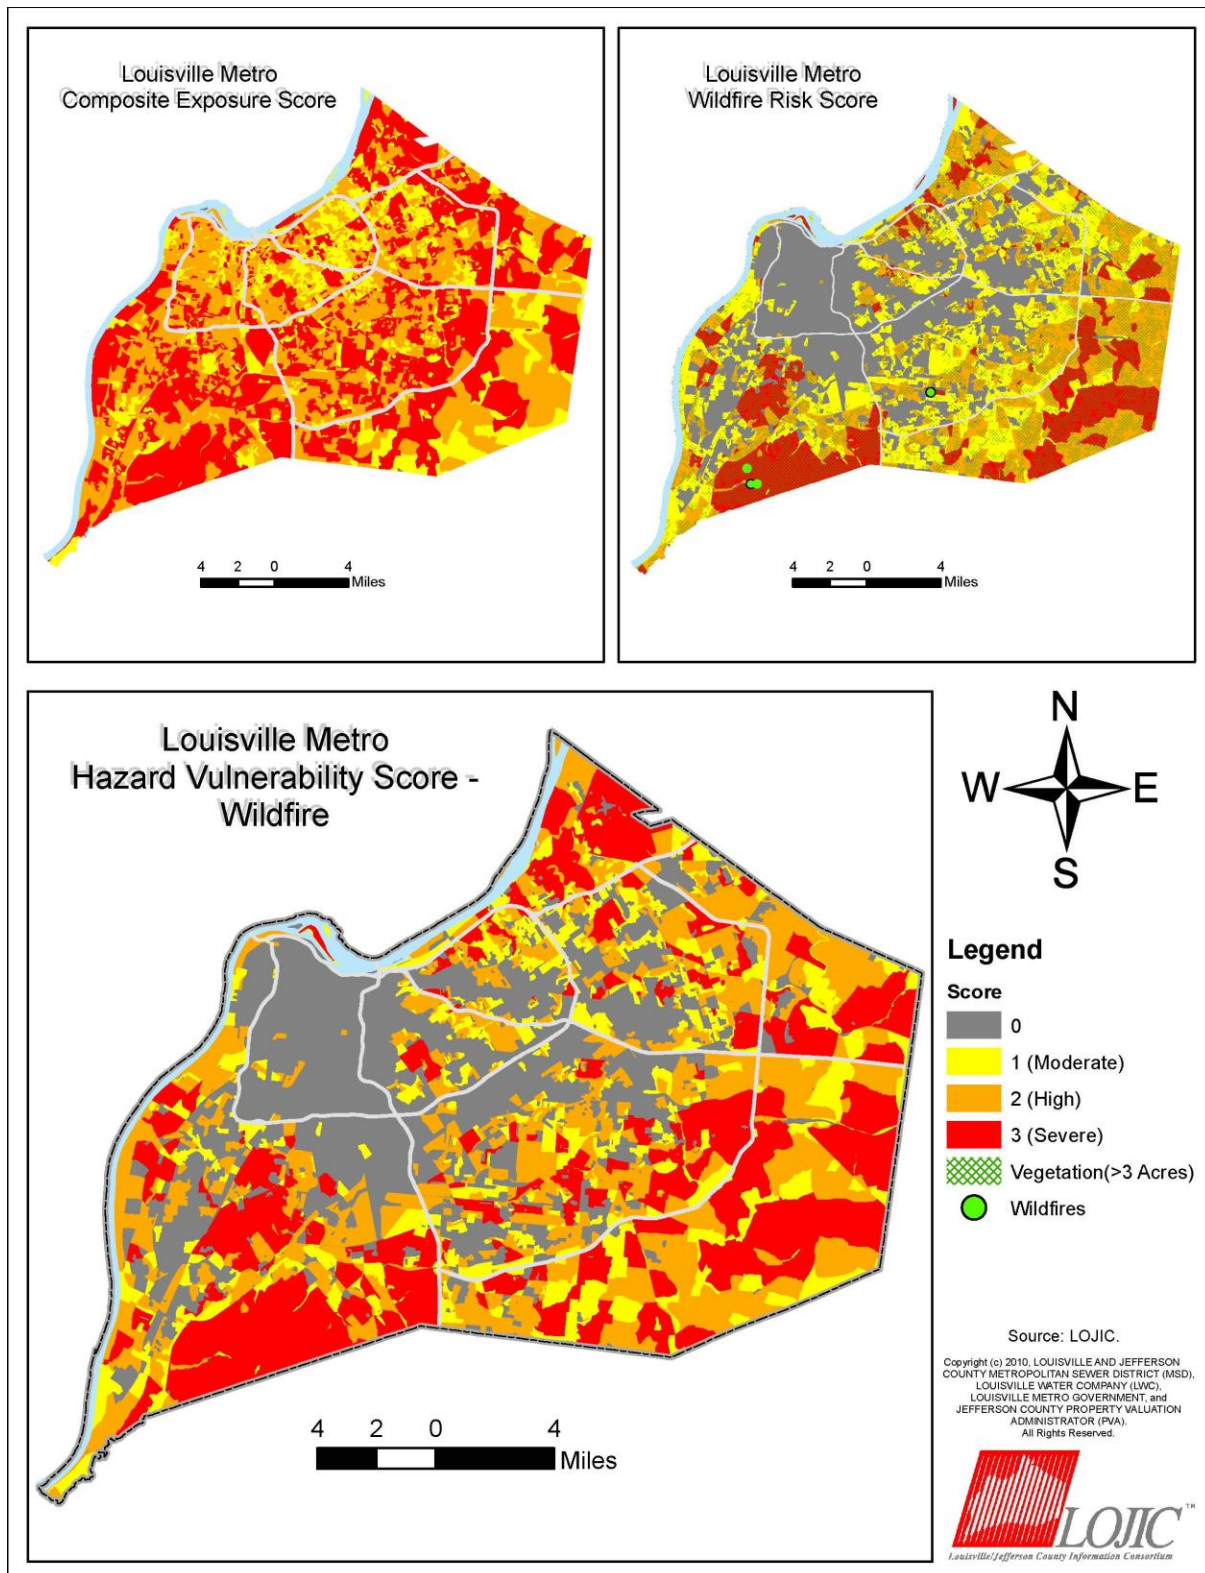 Louisville Metro
Composite Exposure Score
4 2 0 4
Miles
Louisville Metro
Wildfire Risk Score
4 2 0 4
Miles
Louisville Metro
Hazard Vulnerability Score -
Wildfire
4 2 0 4
Miles
N
W E
S
Legend
Score
0
1 (Moderate)
2 (High)
3 (Severe)
Vegetation(>3 Acres)
Wildfires
Source: LOJIC.
Copyright (c) 2010, LOUISVILLE AND JEFFERSON
COUNTY METROPOLITAN SEWER DISTRICT (MSD),
LOUISVILLE WATER COMPANY (LWC),
LOUISVILLE METRO GOVERNMENT, and
JEFFERSON COUNTY PROPERTY VALUATION
ADMINISTRATOR (PVA).
All Rights Reserved.
LOJIC™
Louisville/Jefferson County Information Consortium